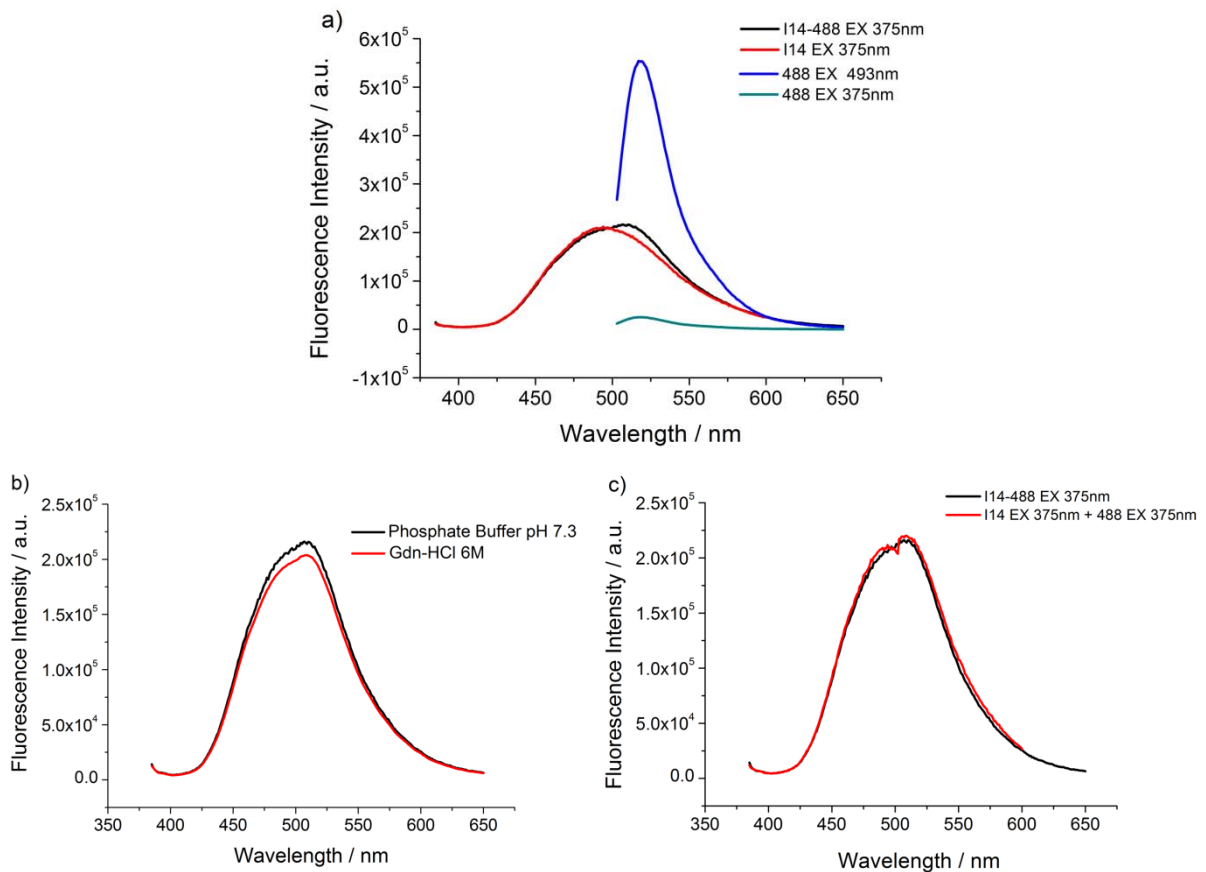 a)
I14-488 EX 375nm
I14 EX 375nm
488 EX  493nm
488 EX 375nm
6x10⁵
5x10⁵
4x10⁵
3x10⁵
2x10⁵
1x10⁵
0
-1x10⁵
Fluorescence Intensity / a.u.
400 450 500 550 600 650
Wavelength / nm
b)
Phosphate Buffer pH 7.3
Gdn-HCl 6M
2.5x10⁵
2.0x10⁵
1.5x10⁵
1.0x10⁵
5.0x10⁴
0.0
Fluorescence Intensity / a.u.
350 400 450 500 550 600 650
Wavelength / nm
c)
I14-488 EX 375nm
I14 EX 375nm + 488 EX 375nm
2.5x10⁵
2.0x10⁵
1.5x10⁵
1.0x10⁵
5.0x10⁴
0.0
Fluorescence Intensity / a.u.
350 400 450 500 550 600 650
Wavelength / nm